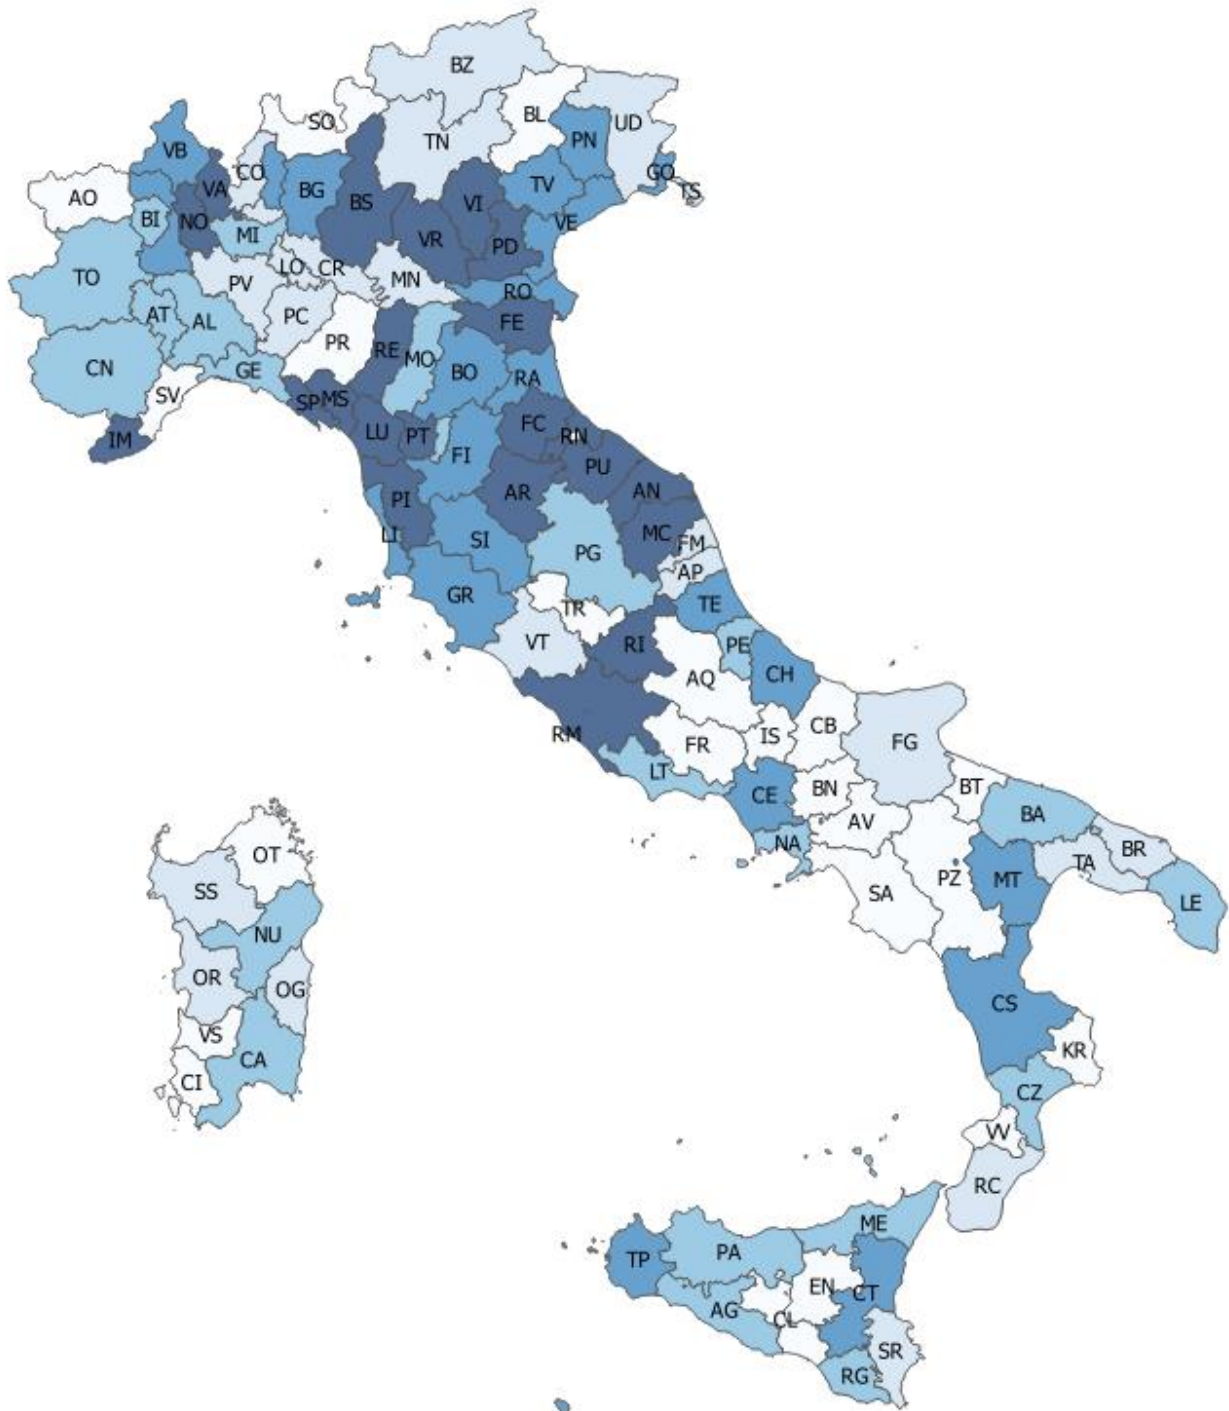 BZ
SO
BL
UD
PN
TN
VB
CO
GO
VA
BG
TV
TS
AO
BS
VI
BI
NO
VE
MI
VR
PD
TO
LO
CR
PV
MN
RO
AT
AL
PC
FE
PR
RE
MO
CN
GE
BO
RA
SV
SP
MS
IM
LU
PT
FC
RN
FI
PU
AR
AN
PI
MC
LI
SI
PG
FM
AP
GR
TR
TE
VT
RI
PE
CH
AQ
RM
FR
IS
CB
FG
LT
CE
BN
BT
AV
BA
NA
OT
BR
TA
SS
SA
PZ
MT
LE
NU
OR
OG
CS
VS
CA
KR
CI
CZ
VV
RC
ME
TP
PA
EN
CT
AG
CL
SR
RG